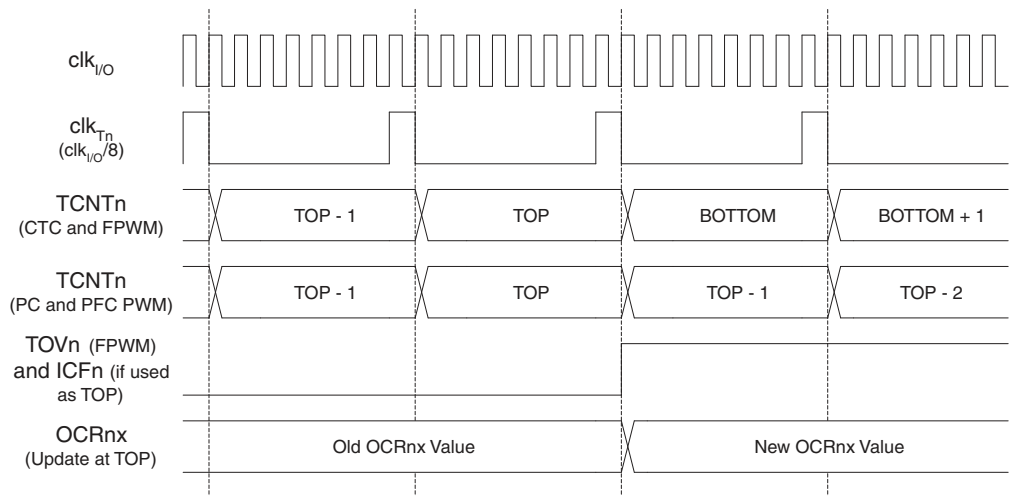 clkI/O
clkTn
(clkI/O/8)
TCNTn
(CTC and FPWM)
TOP - 1
TOP
BOTTOM
BOTTOM + 1
TCNTn
(PC and PFC PWM)
TOP - 1
TOP
TOP - 1
TOP - 2
TOVn (FPWM)
and ICFn (if used
as TOP)
OCRnx
(Update at TOP)
Old OCRnx Value
New OCRnx Value